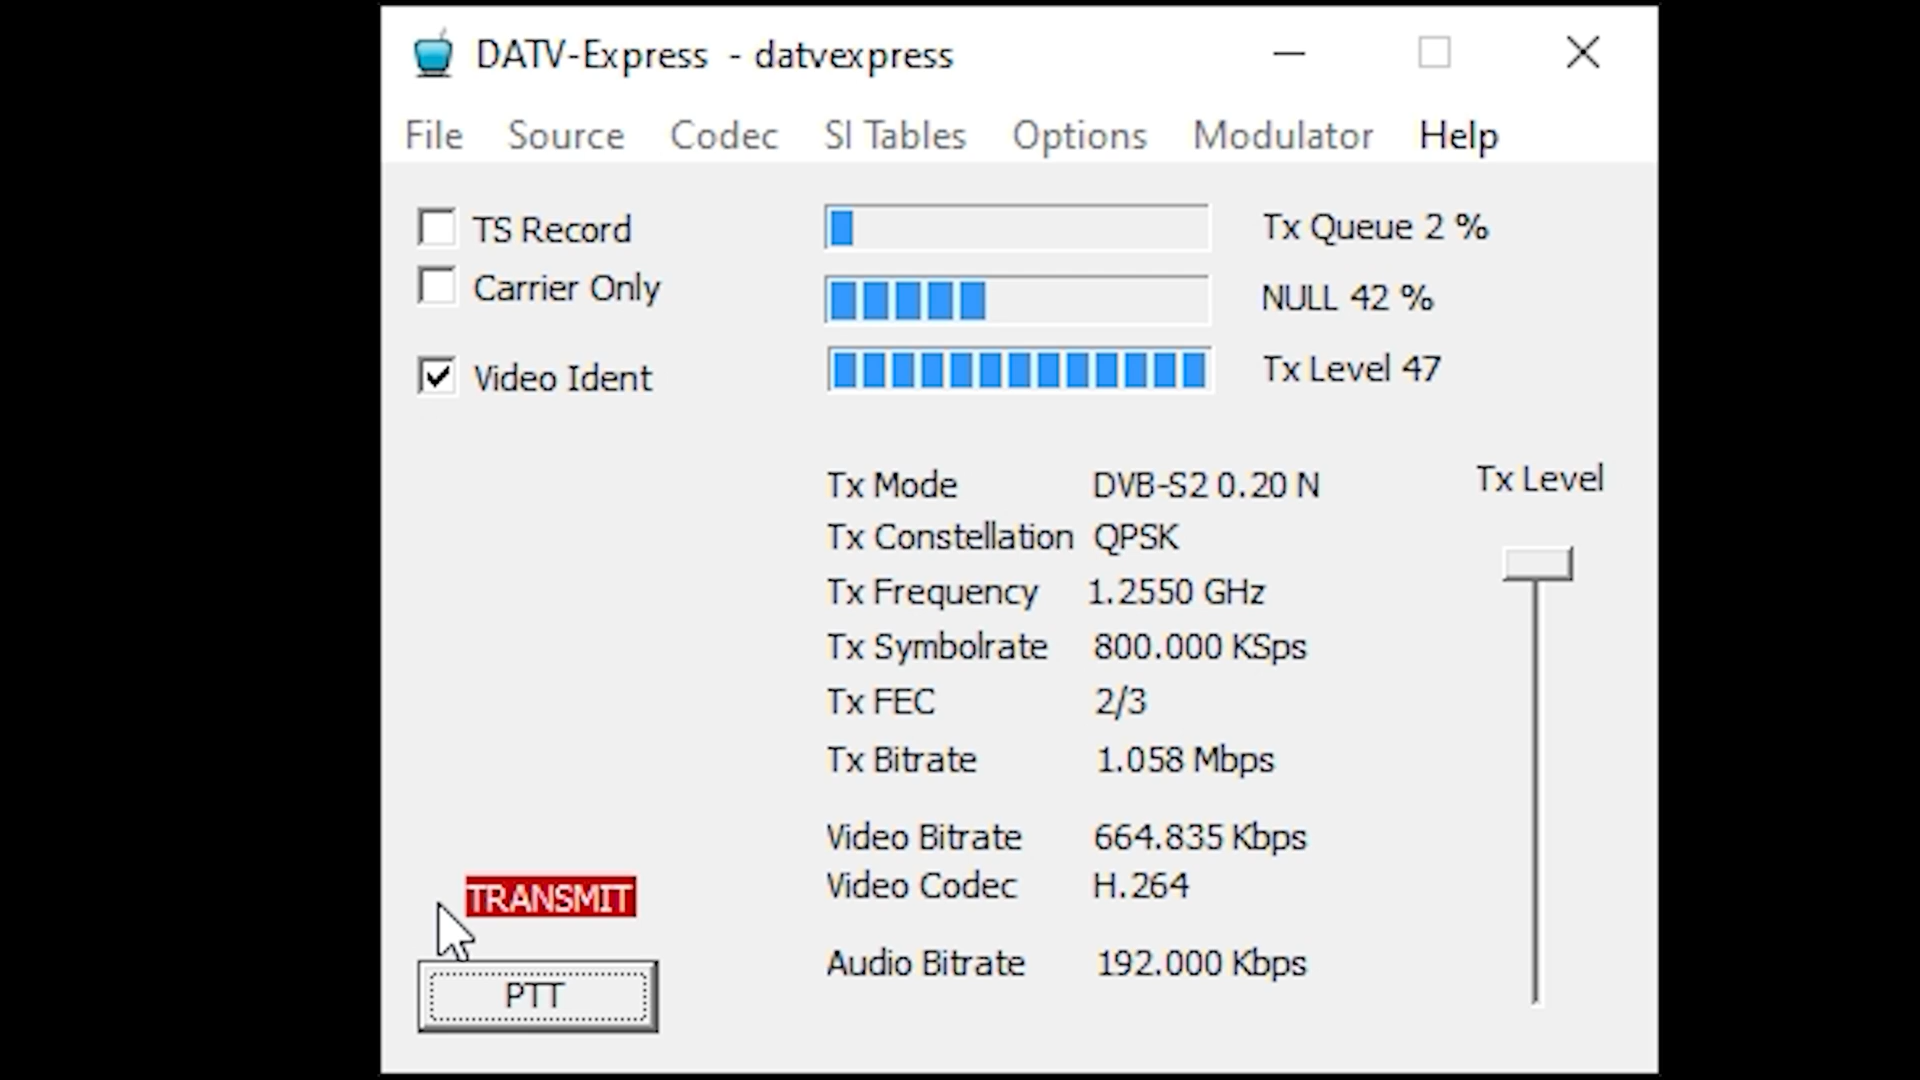 DATV-Express - datvexpress
File Source Codec SI Tables Options Modulator Help
TS Record
Carrier Only
Video Ident
Tx Queue 2 %
NULL 42 %
Tx Level 47
Tx Mode DVB-S2 0.20 N
Tx Constellation QPSK
Tx Frequency 1.2550 GHz
Tx Symbolrate 800.000 KSps
Tx FEC 2/3
Tx Bitrate 1.058 Mbps
Video Bitrate 664.835 Kbps
Video Codec H.264
Audio Bitrate 192.000 Kbps
Tx Level
TRANSMIT
PTT